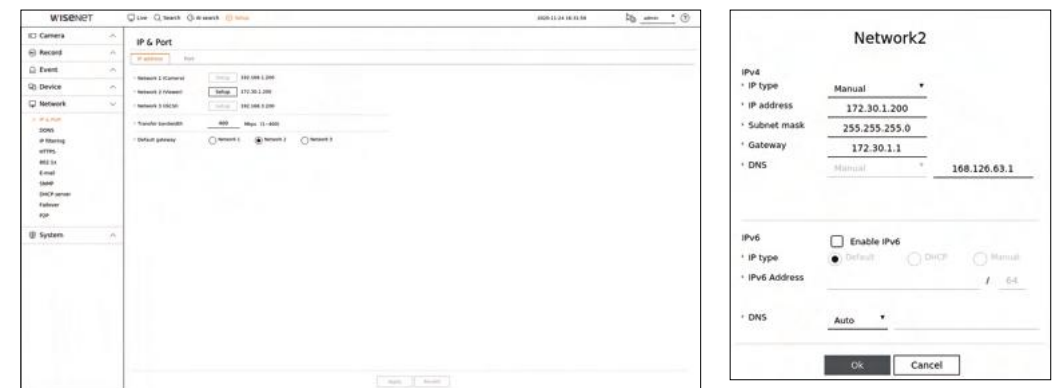 WISENET
Live Search AI search Setup
2020-11-24 16:31:59 admin
Camera
Record
Event
Device
Network
IP & Port
DDNS
IP filtering
HTTPS
802.1x
E-mail
SNMP
DHCP server
Failover
P2P
System
IP & Port
IP address Port
Network 1 (Camera) Setup 192.168.1.200
Network 2 (Viewer) Setup 172.30.1.200
Network 3 (iSCSI) Setup 192.168.3.200
Transfer bandwidth 400 Mbps (1~400)
Default gateway Network 1 Network 2 Network 3
Apply Revert
Network2
IPv4
IP type Manual
IP address 172.30.1.200
Subnet mask 255.255.255.0
Gateway 172.30.1.1
DNS Manual 168.126.63.1
IPv6 Enable IPv6
IP type Default DHCP Manual
IPv6 Address / 64
DNS Auto
Ok Cancel